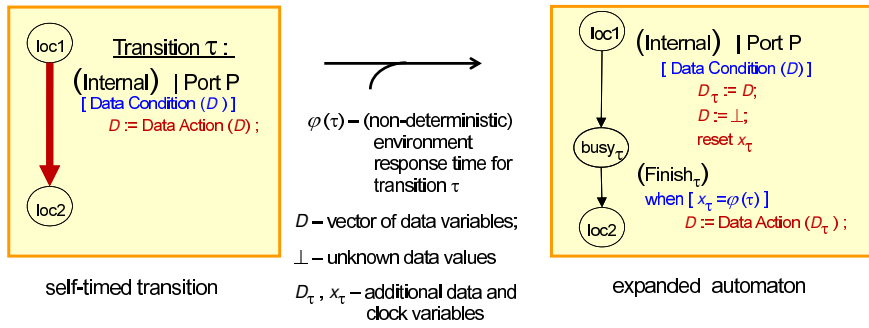 loc1
Transition τ :
(Internal) | Port P
[ Data Condition (D ) ]
D := Data Action (D) ;
loc2
self-timed transition
φ(τ) – (non-deterministic)
environment
response time for
transition τ
D – vector of data variables;
⊥ – unknown data values
Dτ , xτ – additional data and
clock variables
loc1
(Internal) | Port P
[ Data Condition (D) ]
Dτ := D;
D := ⊥;
reset xτ
busyτ
(Finishτ)
when [ xτ =φ(τ) ]
loc2
D := Data Action (Dτ ) ;
expanded automaton